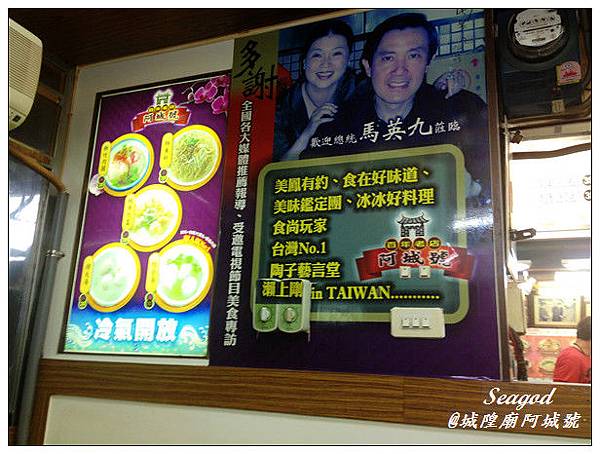 阿城號
冷氣開放
多謝
全國各大媒體推薦報導、受邀電視節目美食專訪
歡迎總統 馬英九 蒞臨
美鳳有約、食在好味道、
美味鑑定團、冰冰好料理
食尚玩家
台灣No.1
陶子藝言堂
瀨上剛 in TAIWAN...........
百年老店
阿城號
Seagod
@城隍廟阿城號